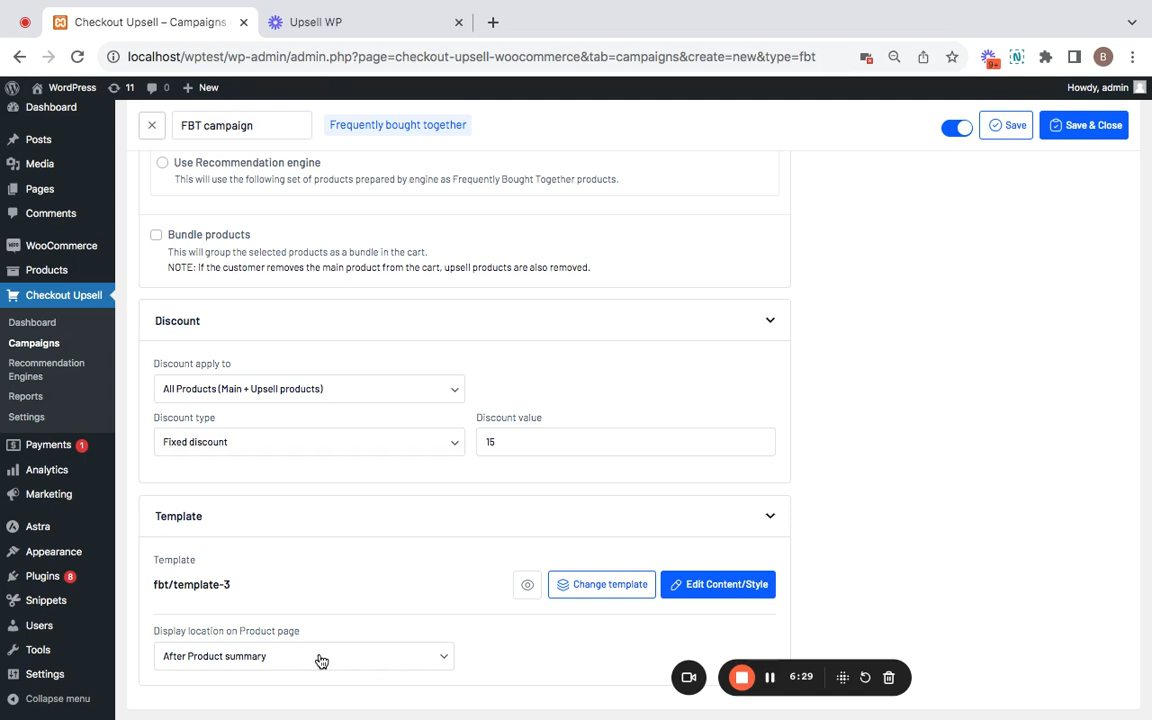 Checkout Upsell – Campaigns
Upsell WP
localhost/wptest/wp-admin/admin.php?page=checkout-upsell-woocommerce&tab=campaigns&create=new&type=fbt
9+
B
WordPress 11 0 New
Howdy, admin
Dashboard
Posts
Media
Pages
Comments
WooCommerce
Products
Checkout Upsell
Dashboard
Campaigns
Recommendation
Engines
Reports
Settings
Payments 1
Analytics
Marketing
Astra
Appearance
Plugins 8
Snippets
Users
Tools
Settings
Collapse menu
FBT campaign
Frequently bought together
Save
Save & Close
Use Recommendation engine
This will use the following set of products prepared by engine as Frequently Bought Together products.
Bundle products
This will group the selected products as a bundle in the cart.
NOTE: If the customer removes the main product from the cart, upsell products are also removed.
Discount
Discount apply to
All Products (Main + Upsell products)
Discount type
Discount value
Fixed discount
15
Template
Template
fbt/template-3
Change template
Edit Content/Style
Display location on Product page
After Product summary
6:29